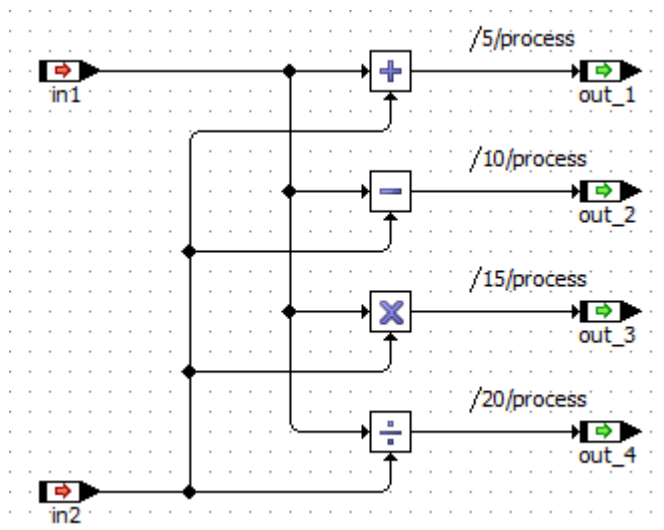 /5/process
in1
out_1
/10/process
out_2
/15/process
out_3
/20/process
out_4
in2